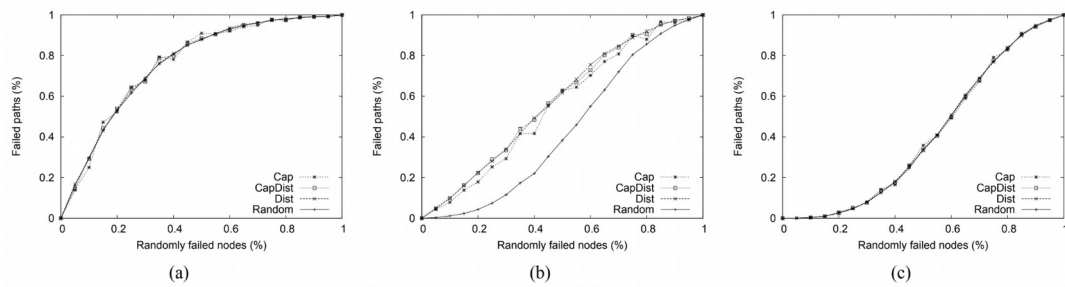 1
0.8
0.6
0.4
0.2
0
Failed paths (%)
0 0.2 0.4 0.6 0.8 1
Randomly failed nodes (%)
Cap
CapDist
Dist
Random
(a)
1
0.8
0.6
0.4
0.2
0
Failed paths (%)
0 0.2 0.4 0.6 0.8 1
Randomly failed nodes (%)
Cap
CapDist
Dist
Random
(b)
1
0.8
0.6
0.4
0.2
0
Failed paths (%)
0 0.2 0.4 0.6 0.8 1
Randomly failed nodes (%)
Cap
CapDist
Dist
Random
(c)